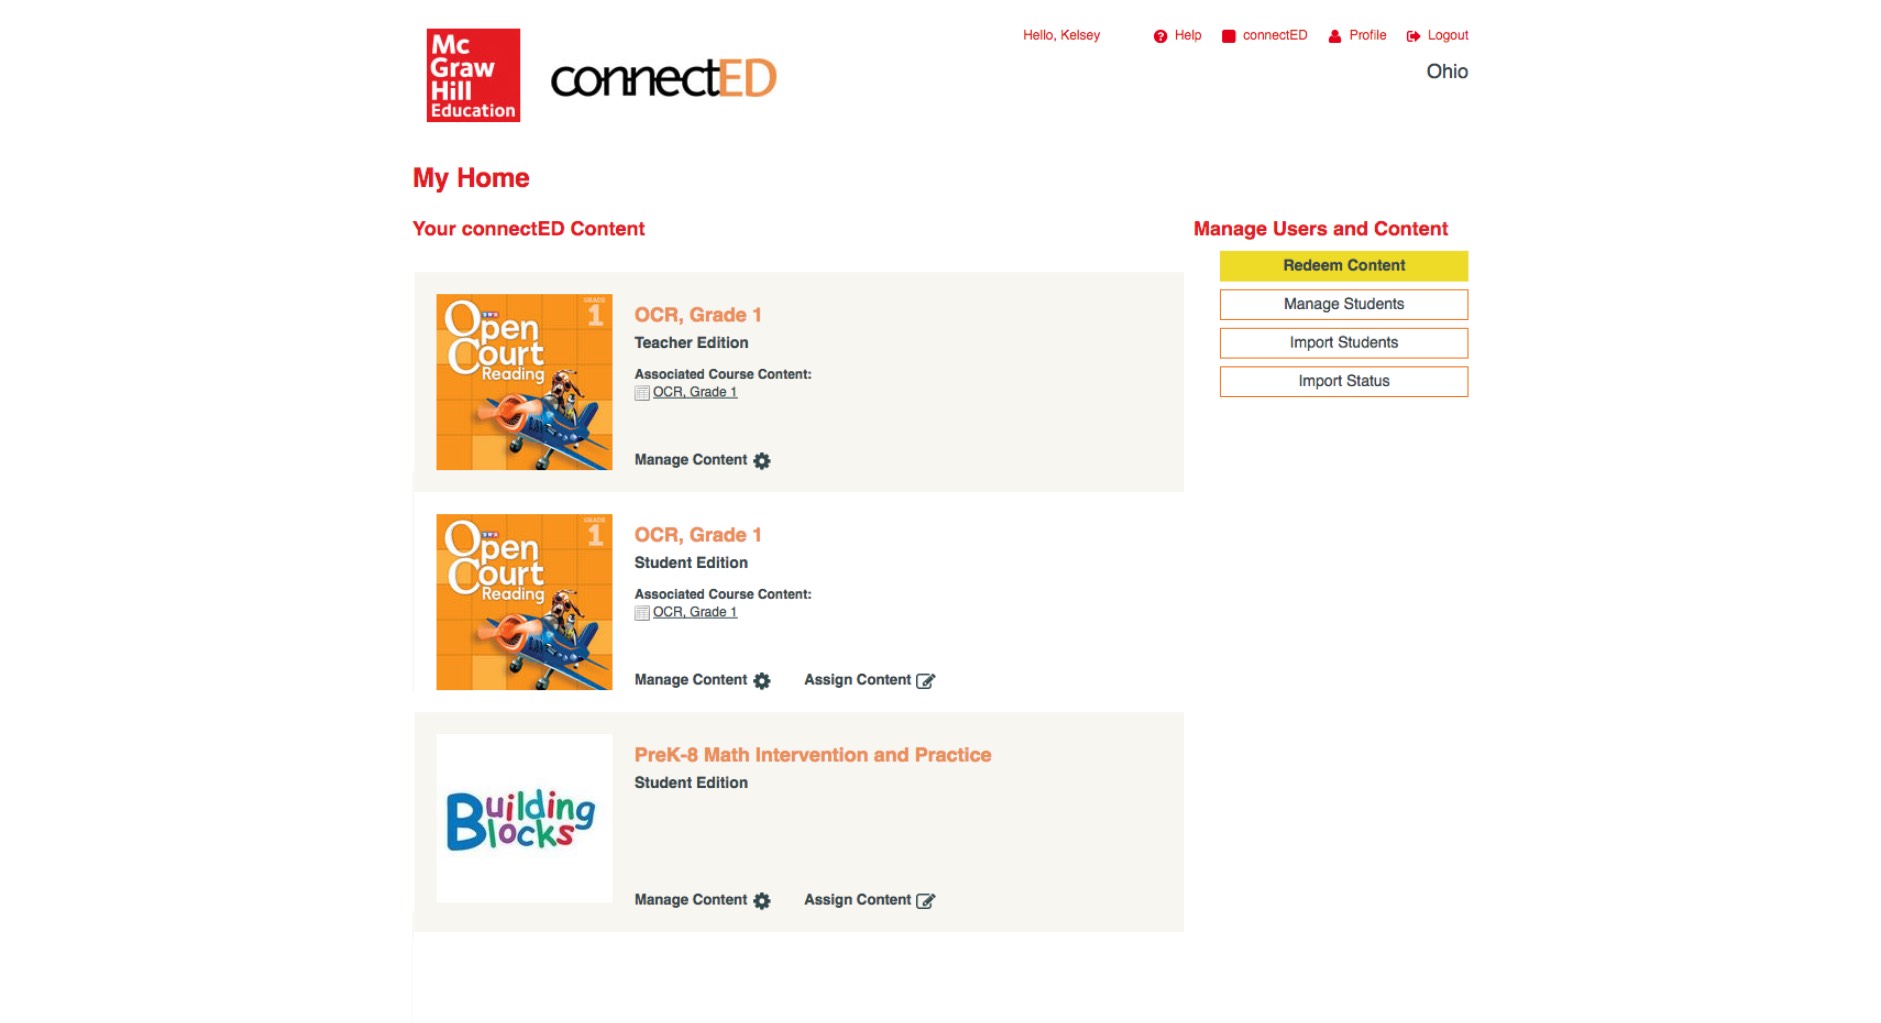 Mc
Graw
Hill
Education
connectED
Hello, Kelsey
Help
connectED
Profile
Logout
Ohio
My Home
Your connectED Content
Open
Court
Reading
GRADE
1
OCR, Grade 1
Teacher Edition
Associated Course Content:
OCR, Grade 1
Manage Content
Open
Court
Reading
GRADE
1
OCR, Grade 1
Student Edition
Associated Course Content:
OCR, Grade 1
Manage Content
Assign Content
Building
Blocks
PreK-8 Math Intervention and Practice
Student Edition
Manage Content
Assign Content
Manage Users and Content
Redeem Content
Manage Students
Import Students
Import Status